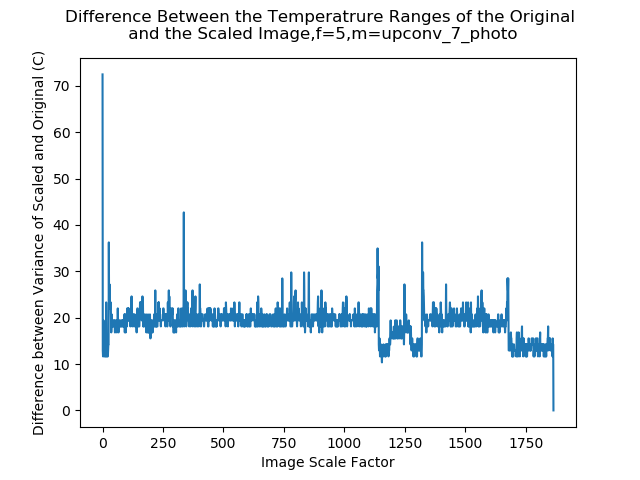 Difference Between the Temperatrure Ranges of the Original
and the Scaled Image,f=5,m=upconv_7_photo
Difference between Variance of Scaled and Original (C)
70
60
50
40
30
20
10
0
0 250 500 750 1000 1250 1500 1750
Image Scale Factor